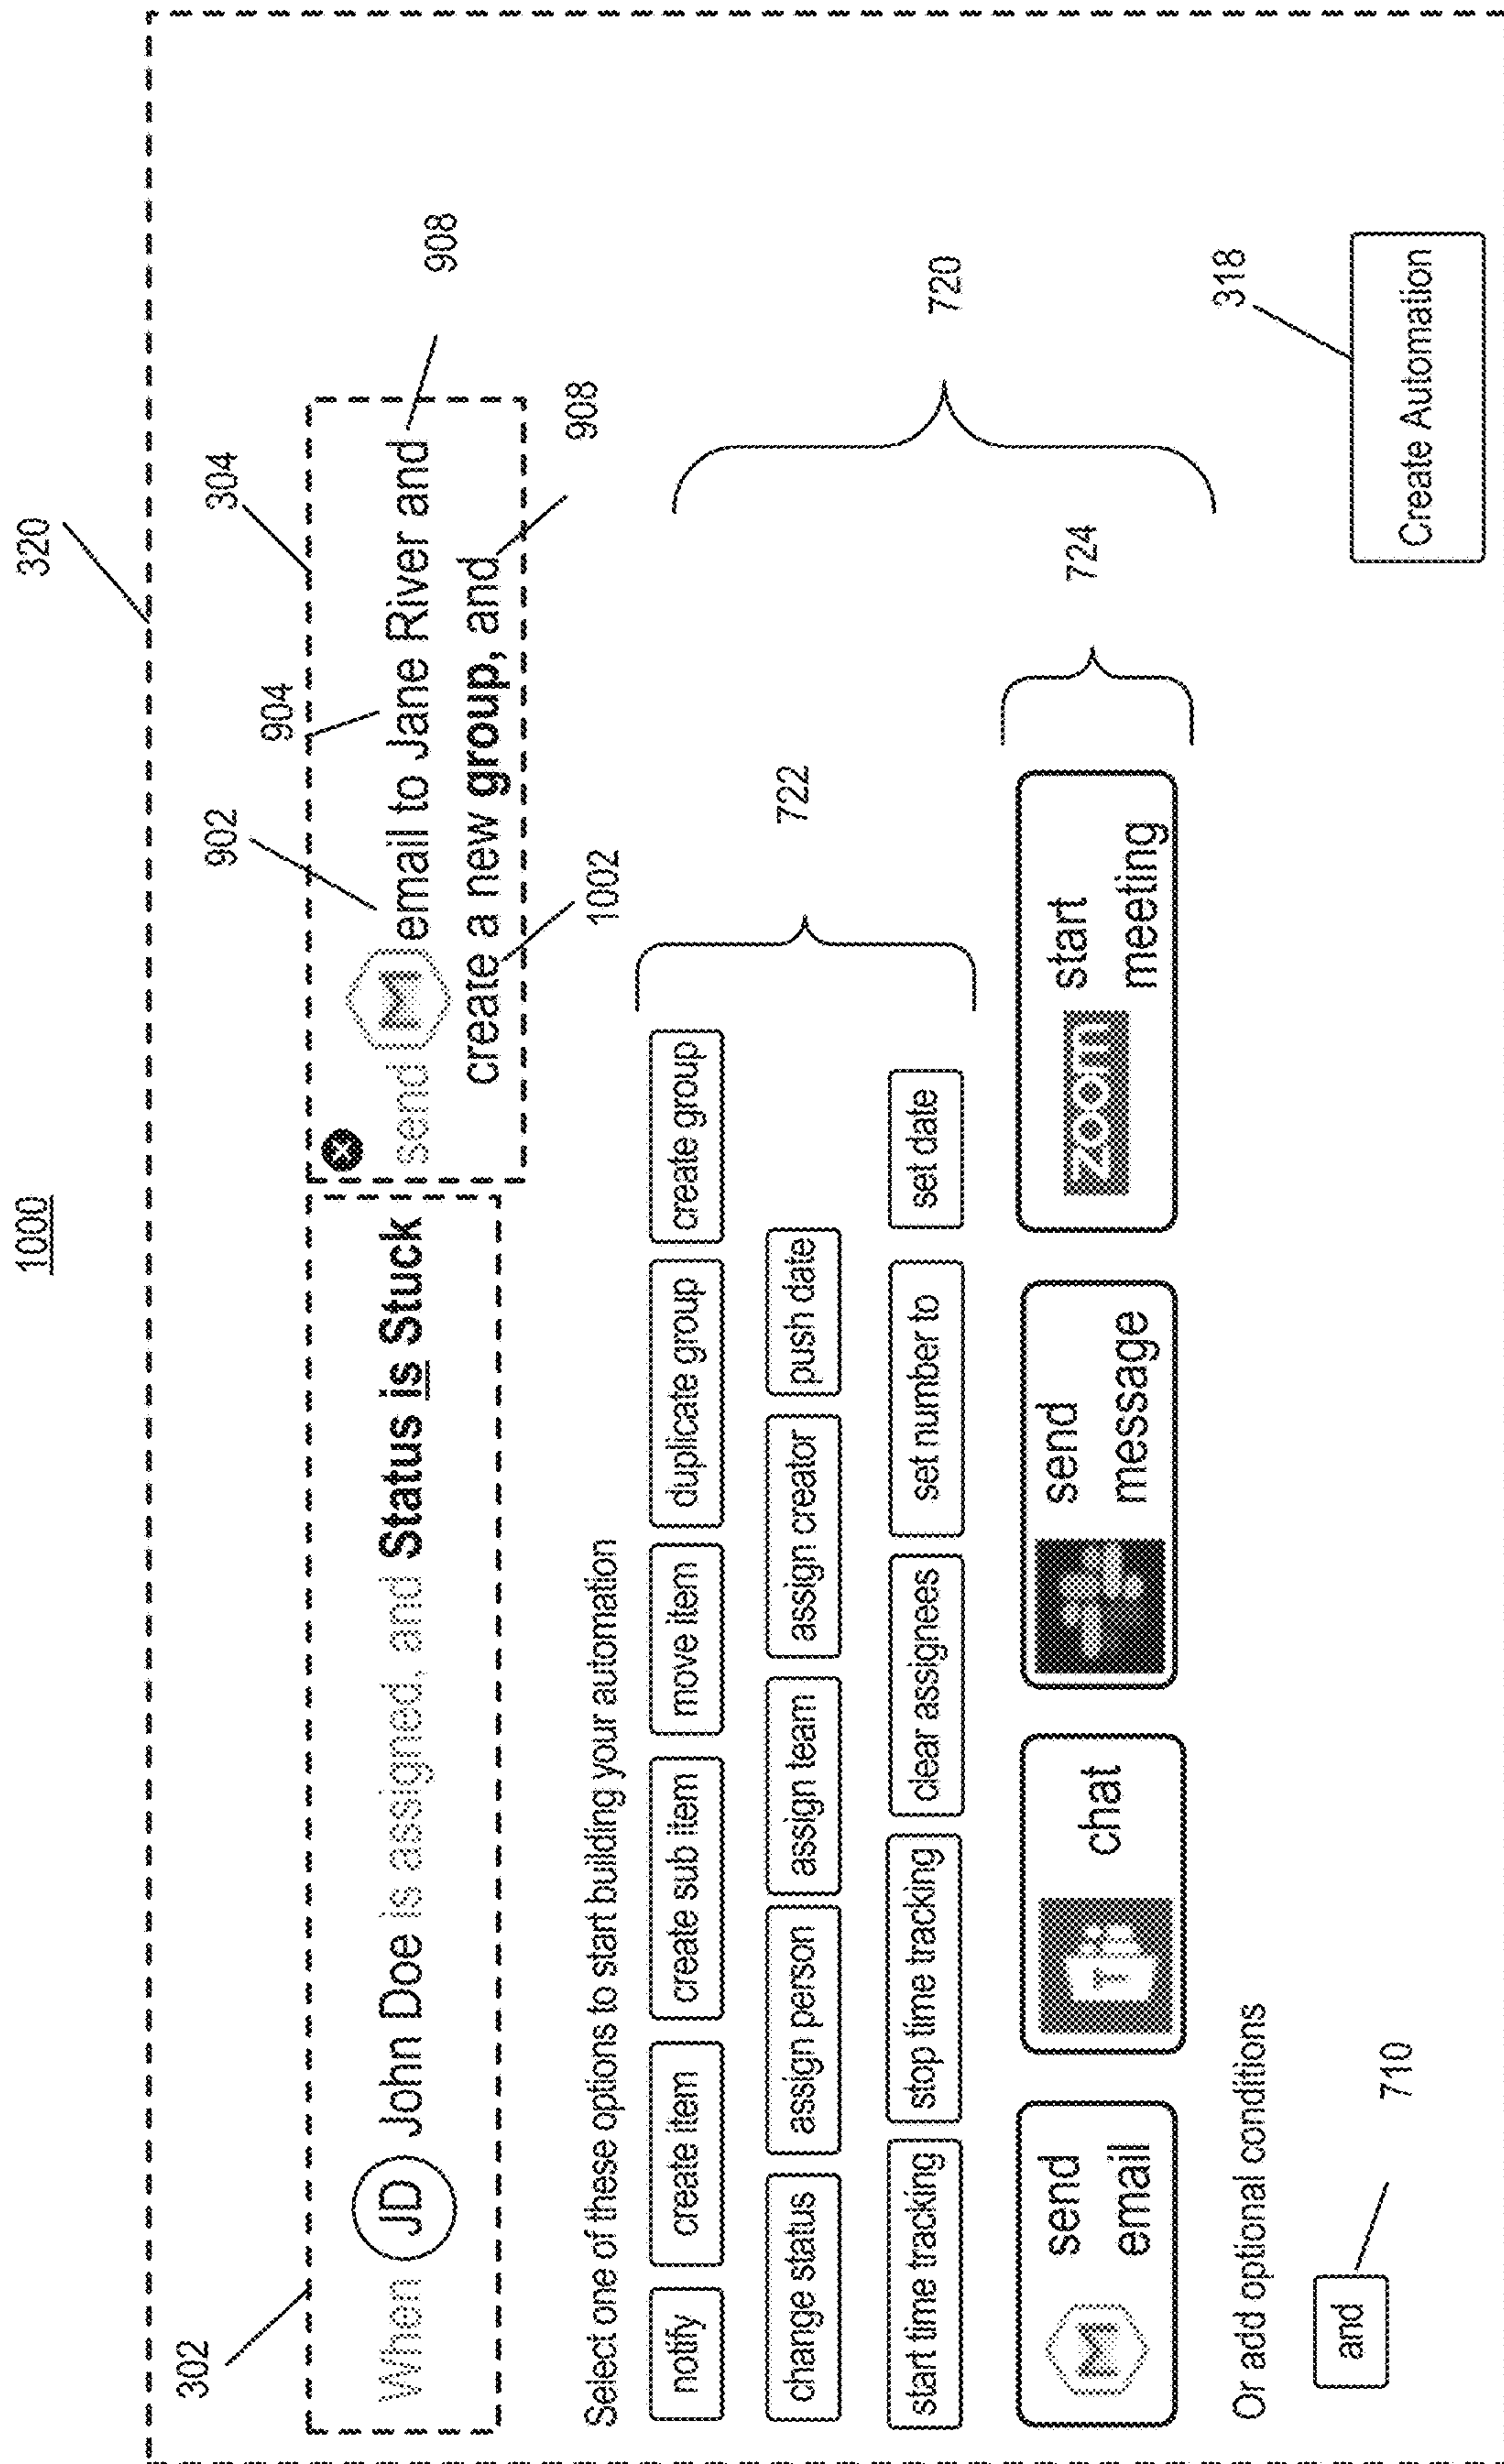 1000
320
302
902
904
304
908
When JD John Doe is assigned, and Status is Stuck
send M email to Jane River and
create a new group, and
908
1002
Select one of these options to start building your automation
notify
create item
create sub item
move item
duplicate group
create group
722
720
change status
assign person
assign team
assign creator
push date
start time tracking
stop time tracking
clear assignees
set number to
set date
724
M send
email
T chat
send
message
zoom start
meeting
Or add optional conditions
318
and
710
Create Automation